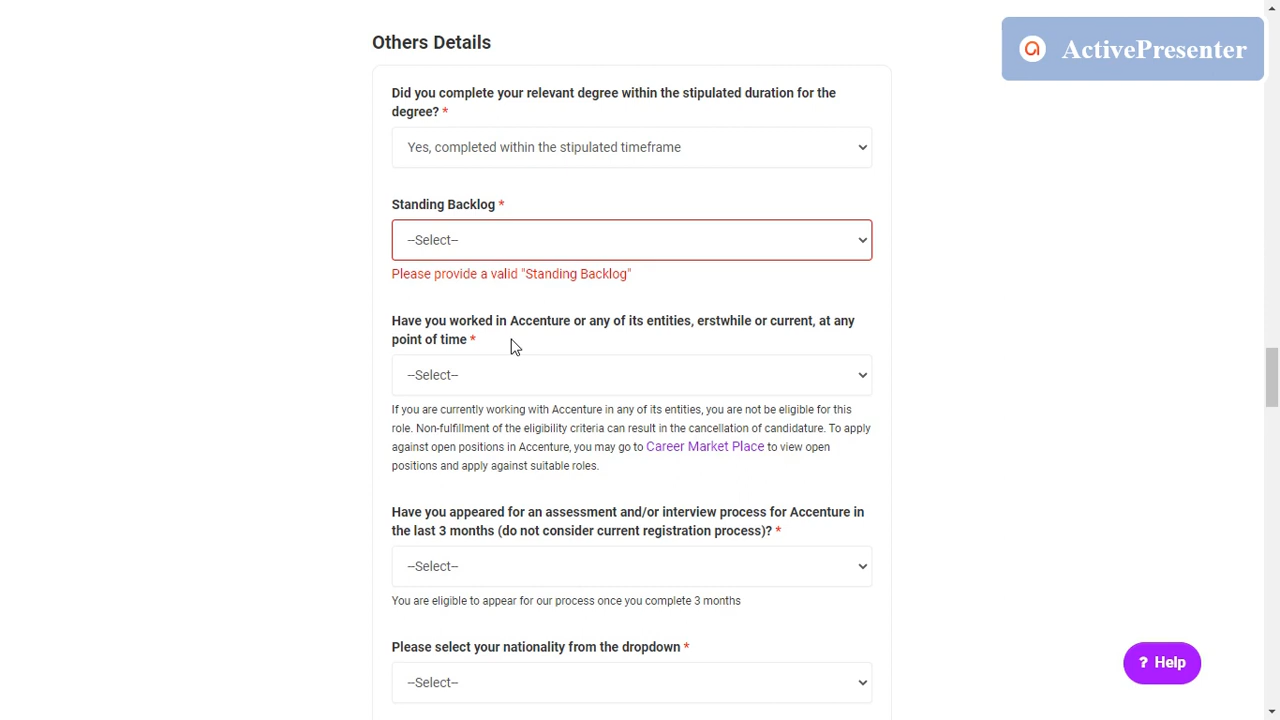 ActivePresenter
Others Details
Did you complete your relevant degree within the stipulated duration for the
degree? *
Yes, completed within the stipulated timeframe
Standing Backlog *
--Select--
Please provide a valid "Standing Backlog"
Have you worked in Accenture or any of its entities, erstwhile or current, at any
point of time *
--Select--
If you are currently working with Accenture in any of its entities, you are not be eligible for this
role. Non-fulfillment of the eligibility criteria can result in the cancellation of candidature. To apply
against open positions in Accenture, you may go to Career Market Place to view open
positions and apply against suitable roles.
Have you appeared for an assessment and/or interview process for Accenture in
the last 3 months (do not consider current registration process)? *
--Select--
You are eligible to appear for our process once you complete 3 months
Please select your nationality from the dropdown *
--Select--
? Help